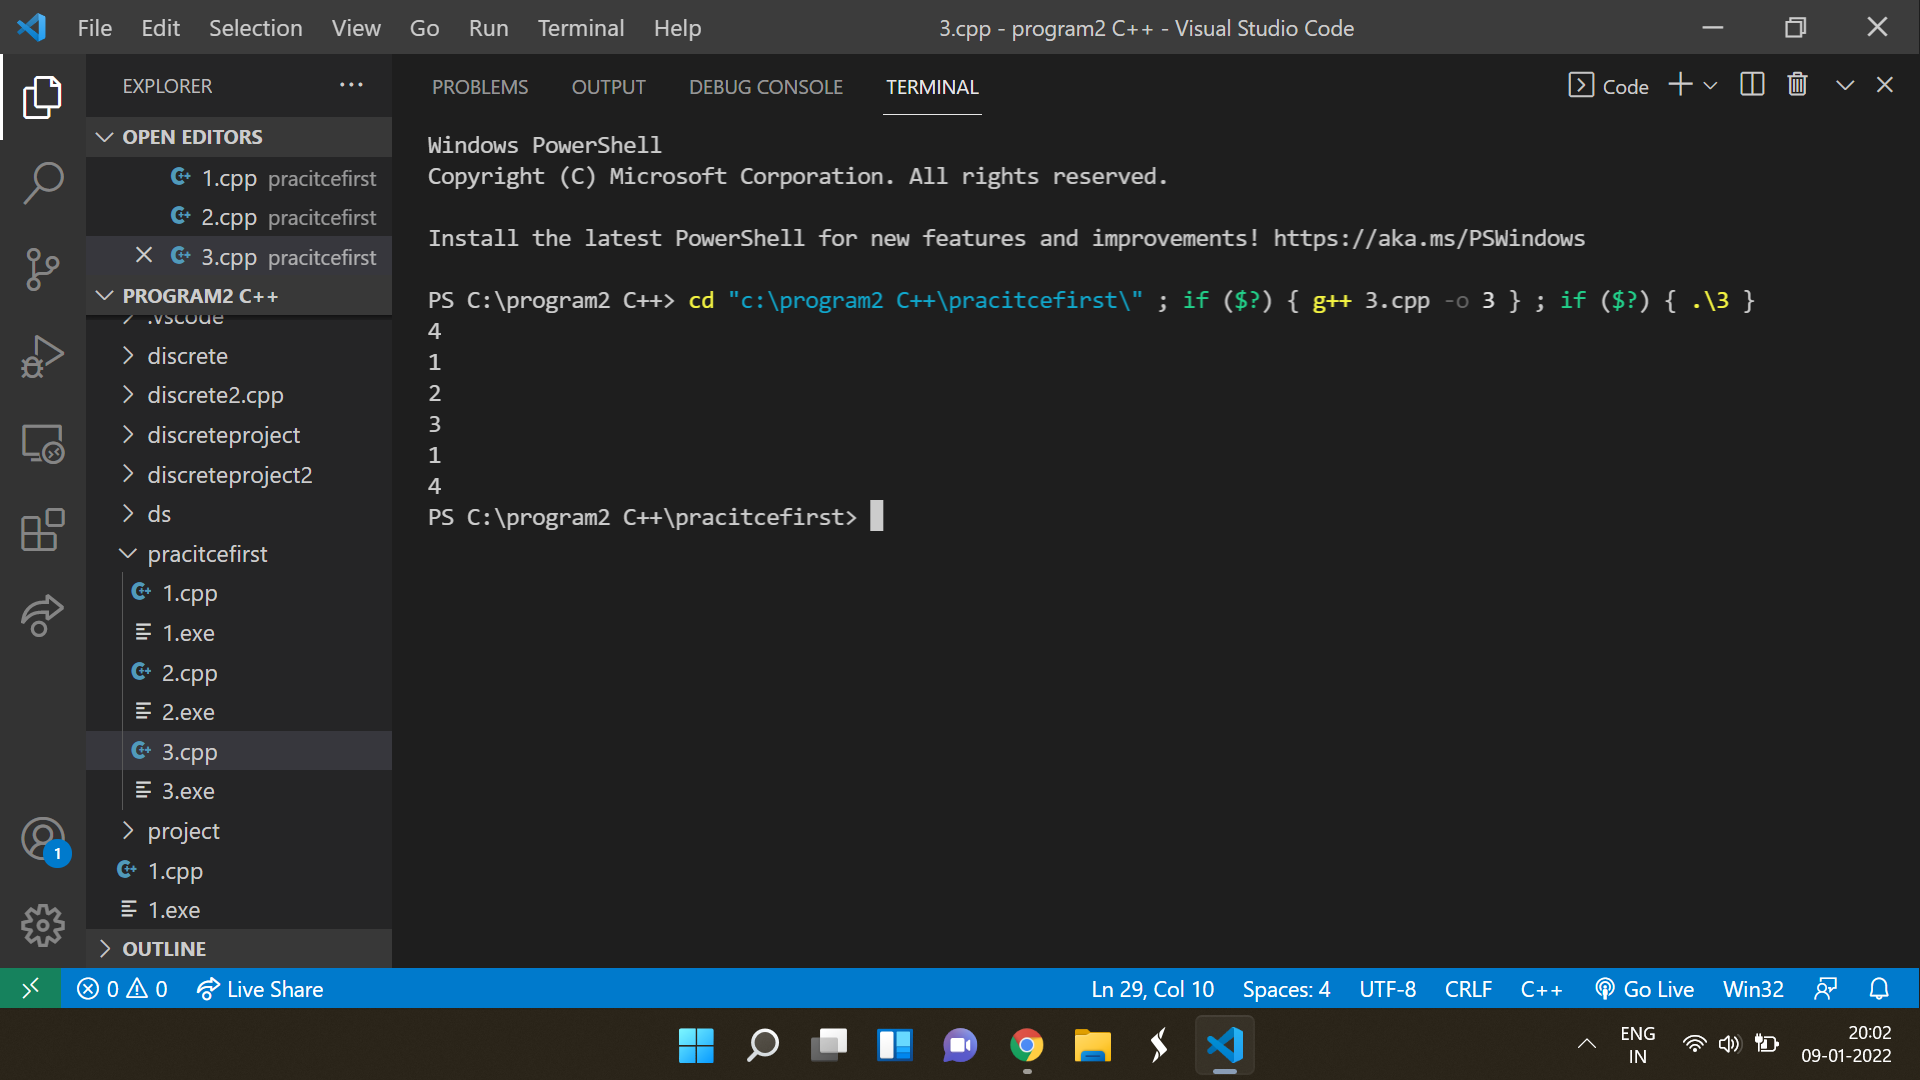 File Edit Selection View Go Run Terminal Help
3.cpp - program2 C++ - Visual Studio Code
EXPLORER
OPEN EDITORS
1.cpp pracitcefirst
2.cpp pracitcefirst
3.cpp pracitcefirst
PROGRAM2 C++
.vscode
discrete
discrete2.cpp
discreteproject
discreteproject2
ds
pracitcefirst
1.cpp
1.exe
2.cpp
2.exe
3.cpp
3.exe
project
1.cpp
1.exe
OUTLINE
PROBLEMS OUTPUT DEBUG CONSOLE TERMINAL
Code
Windows PowerShell
Copyright (C) Microsoft Corporation. All rights reserved.
Install the latest PowerShell for new features and improvements! https://aka.ms/PSWindows
PS C:\program2 C++> cd "c:\program2 C++\pracitcefirst\" ; if ($?) { g++ 3.cpp -o 3 } ; if ($?) { .\3 }
4
1
2
3
1
4
PS C:\program2 C++\pracitcefirst>
1
0 0 Live Share
Ln 29, Col 10 Spaces: 4 UTF-8 CRLF C++ Go Live Win32
ENG
IN
20:02
09-01-2022